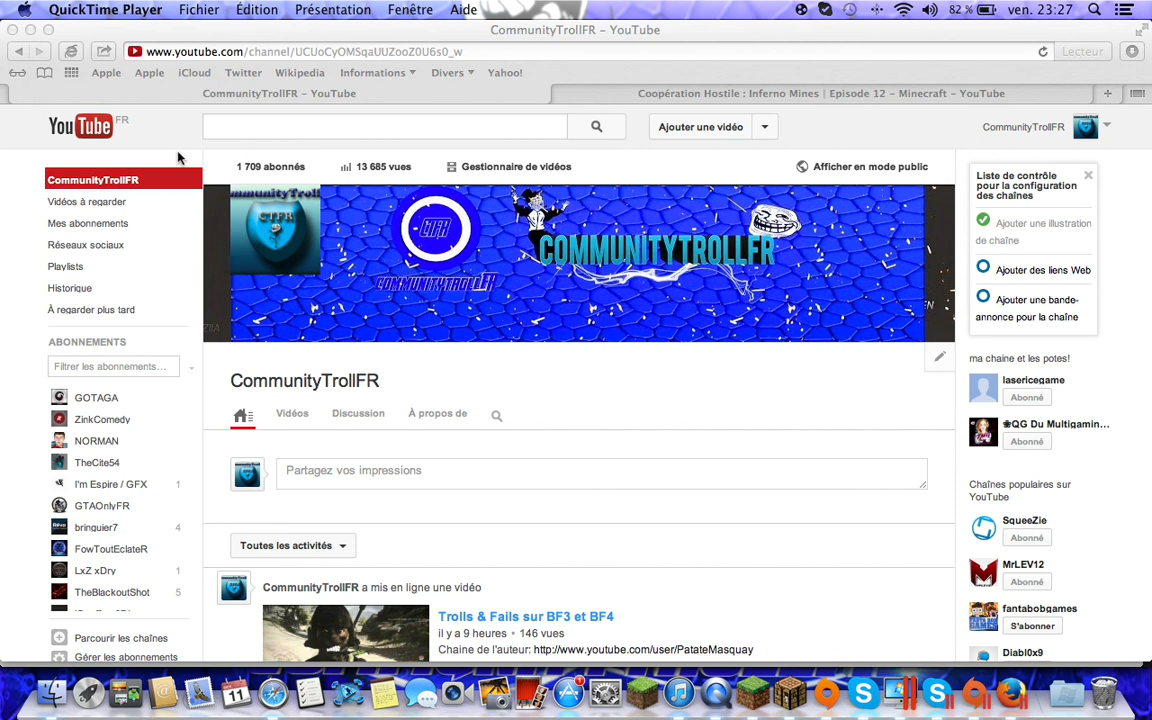 QuickTime Player Fichier Édition Présentation Fenêtre Aide 82 % ven. 23:27
CommunityTrollFR – YouTube
www.youtube.com/channel/UCUoCyOMSqaUUZooZ0U6s0_w Lecteur
Apple Apple iCloud Twitter Wikipedia Informations Divers Yahoo!
CommunityTrollFR – YouTube Coopération Hostile : Inferno Mines | Episode 12 – Minecraft – YouTube
YouTube FR Ajouter une vidéo CommunityTrollFR
1 709 abonnés 13 685 vues Gestionnaire de vidéos Afficher en mode public
CommunityTrollFR
Vidéos à regarder
Mes abonnements
Réseaux sociaux
Playlists
Historique
À regarder plus tard
ABONNEMENTS
Filtrer les abonnements...
GOTAGA
ZinkComedy
NORMAN
TheCite54
I'm Espire / GFX 1
GTAOnlyFR
bringuier7 4
FowToutEclateR
LxZ xDry 1
TheBlackoutShot 5
Parcourir les chaînes
Gérer les abonnements
CTFR
COMMUNITYTROLLFR
CommunityTrollFR
Vidéos Discussion À propos de
Partagez vos impressions
Toutes les activités
CommunityTrollFR a mis en ligne une vidéo
Trolls & Fails sur BF3 et BF4
il y a 9 heures • 146 vues
Chaine de l'auteur: http://www.youtube.com/user/PatateMasquay
Liste de contrôle
pour la configuration
des chaînes
Ajouter une illustration
de chaîne
Ajouter des liens Web
Ajouter une bande-
annonce pour la chaîne
ma chaine et les potes!
lasericegame
Abonné
❀QG Du Multigamin...
Abonné
Chaînes populaires sur
YouTube
SqueeZie
Abonné
MrLEV12
Abonné
fantabobgames
S'abonner
Diabl0x9